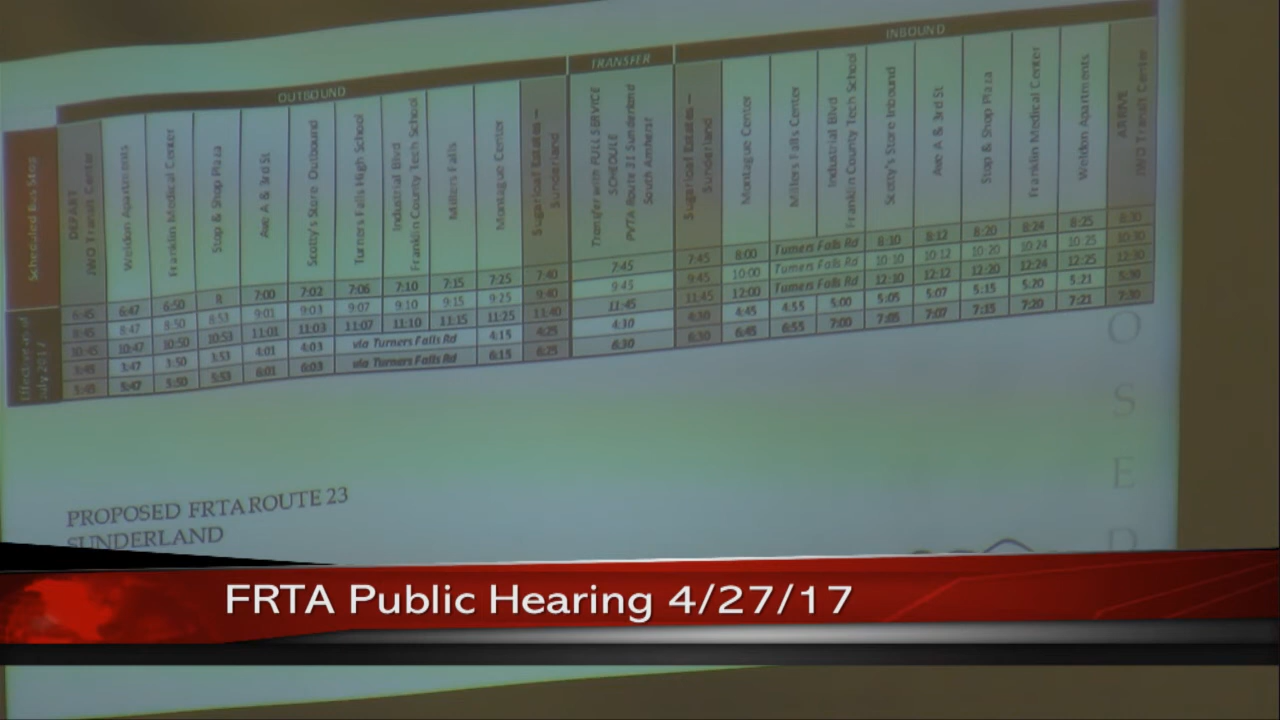 OUTBOUND TRANSFER INBOUND
Scheduled Bus Stop
DEPART JWO Transit Center
Weldon Apartments
Franklin Medical Center
Stop & Shop Plaza
Ave A & 3rd St
Scotty's Store Outbound
Turners Falls High School
Industrial Blvd
Franklin County Tech School
Millers Falls
Montague Center
Sugarloaf Estates – Sunderland
Transfer with FULL SERVICE
SCHEDULE
PVTA Route 31 Sunderland
South Amherst
Sugarloaf Estates –
Sunderland
Montague Center
Millers Falls Center
Industrial Blvd
Franklin County Tech School
Scotty's Store Inbound
Ave A & 3rd St
Stop & Shop Plaza
Franklin Medical Center
Weldon Apartments
ARRIVE
JWO Transit Center
Effective as of
July 2017
6:45 6:47 6:50 R 7:00 7:02 7:06 7:10 7:15 7:25 7:40 7:45 7:45 8:00 Turners Falls Rd 8:10 8:12 8:20 8:24 8:25 8:30
8:45 8:47 8:50 8:53 9:01 9:03 9:07 9:10 9:15 9:25 9:40 9:45 9:45 10:00 Turners Falls Rd 10:10 10:12 10:20 10:24 10:25 10:30
10:45 10:47 10:50 10:53 11:01 11:03 11:07 11:10 11:15 11:25 11:40 11:45 11:45 12:00 Turners Falls Rd 12:10 12:12 12:20 12:24 12:25 12:30
3:45 3:47 3:50 3:53 4:01 4:03 via Turners Falls Rd 4:15 4:25 4:30 4:30 4:45 4:55 5:00 5:05 5:07 5:15 5:20 5:21 5:30
5:45 5:47 5:50 5:53 6:01 6:03 via Turners Falls Rd 6:15 6:25 6:30 6:30 6:45 6:55 7:00 7:05 7:07 7:15 7:20 7:21 7:30
O
S
E
D
PROPOSED FRTA ROUTE 23
SUNDERLAND
FRTA Public Hearing 4/27/17